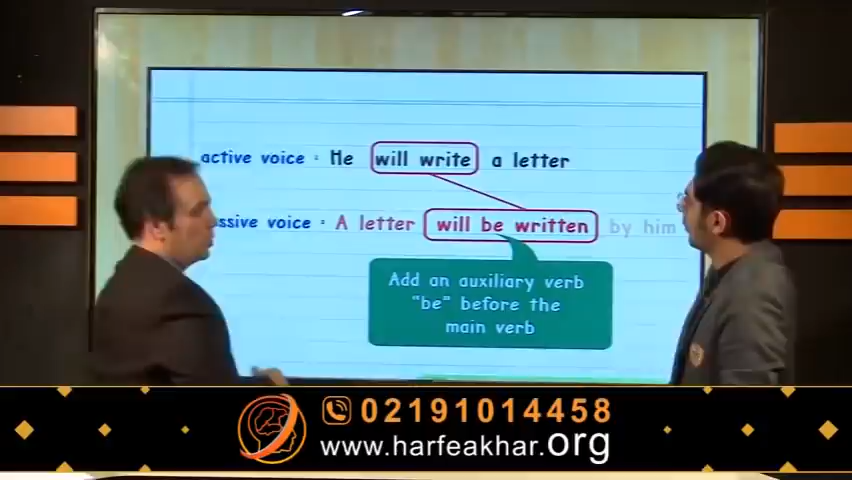 active voice : He will write a letter
ssive voice : A letter will be written by him
Add an auxiliary verb
"be" before the
main verb
02191014458
www.harfeakhar.org